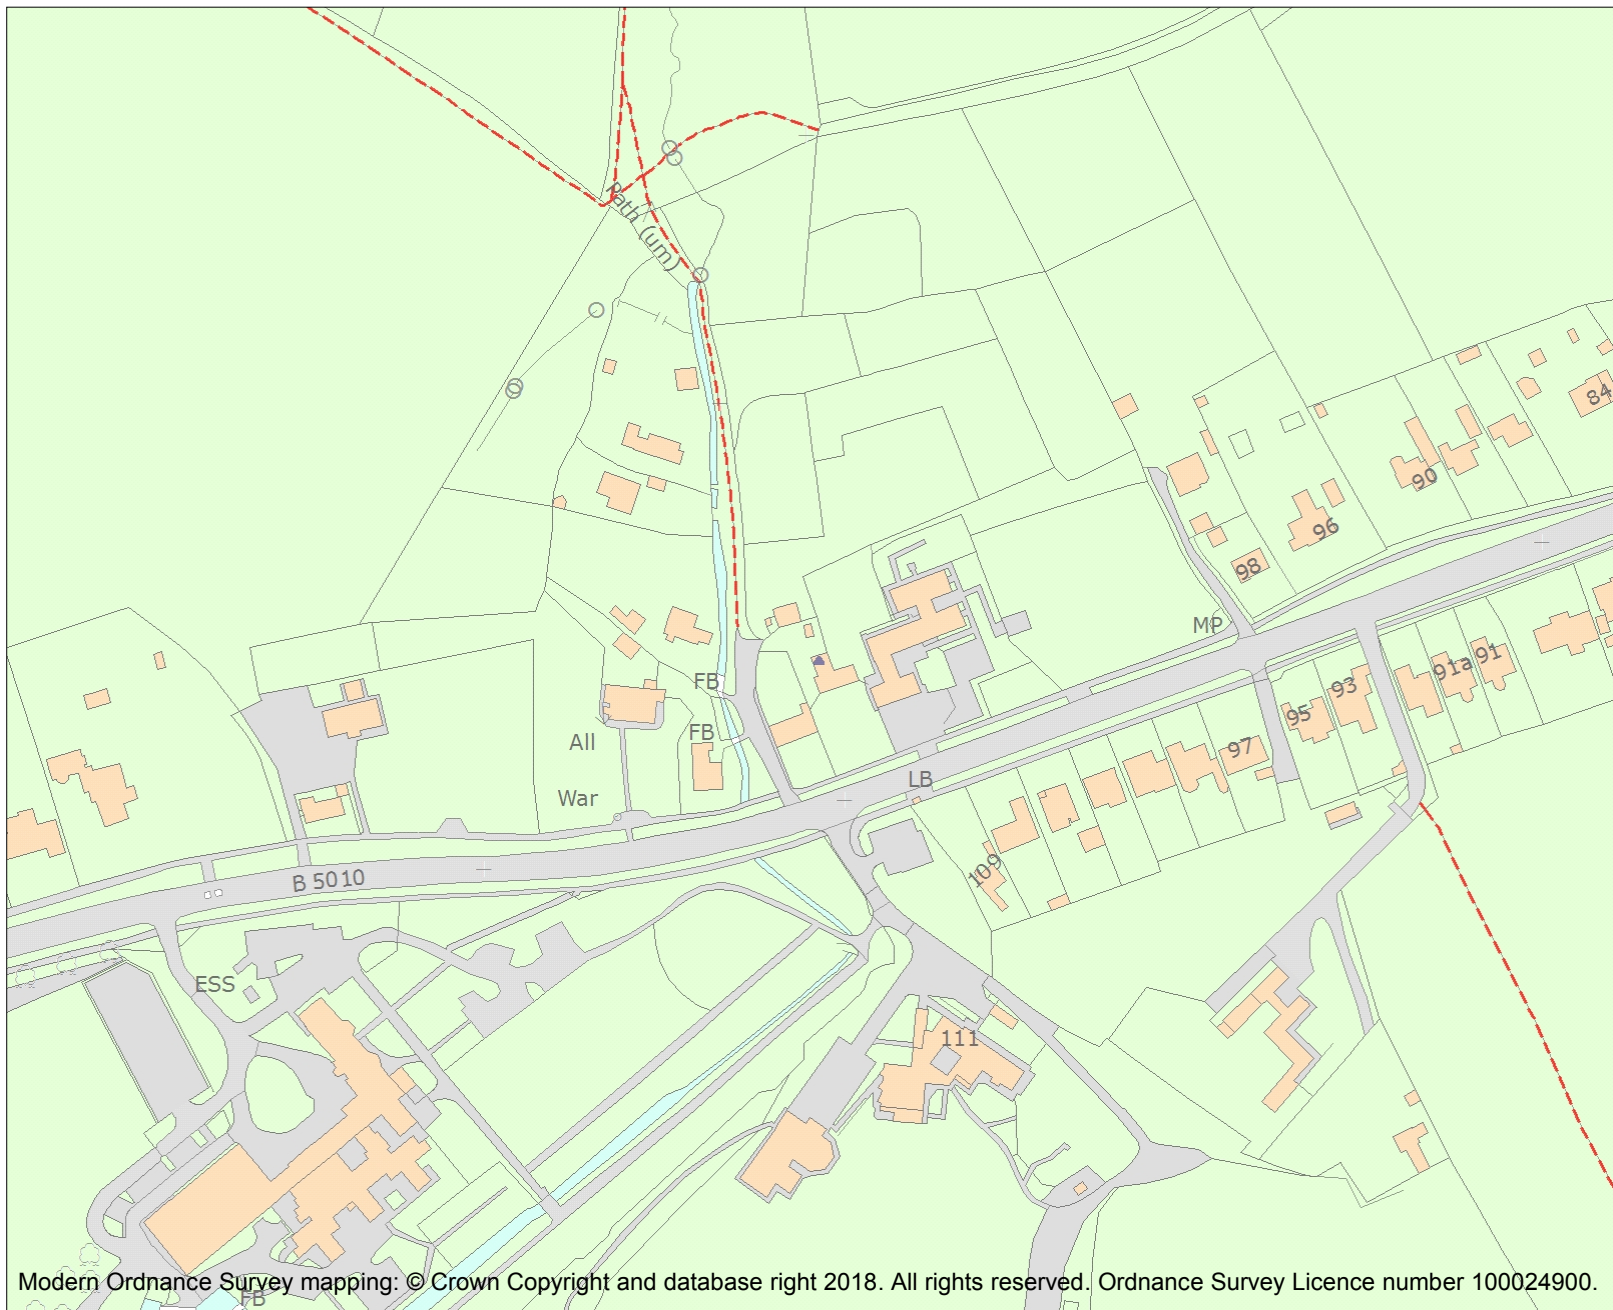 Path (um)
84
90
96
98
MP
91
91a
93
95
97
FB
FB
All
War
LB
B 5010
109
ESS
111
FB
Modern Ordnance Survey mapping: © Crown Copyright and database right 2018. All rights reserved. Ordnance Survey Licence number 100024900.